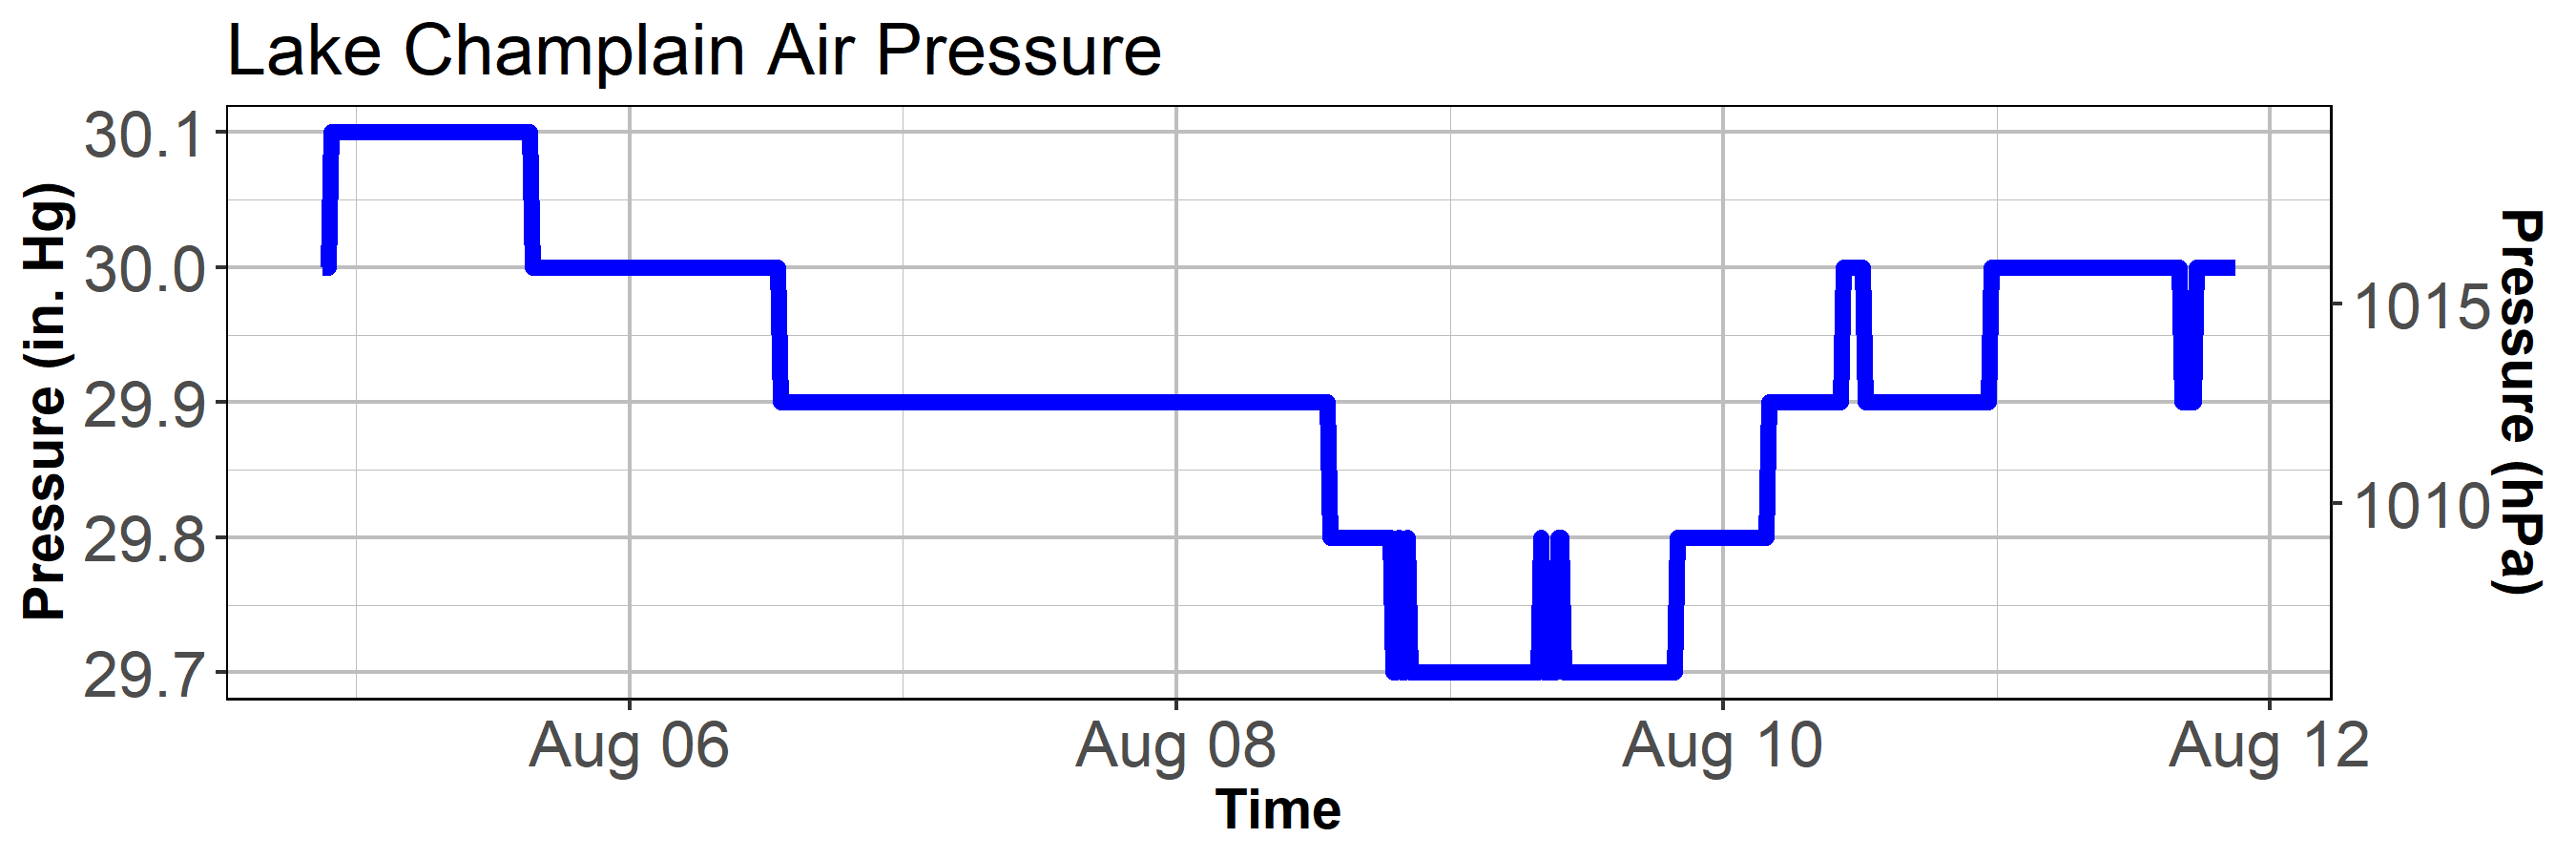 Lake Champlain Air Pressure
Pressure (in. Hg)
30.1
30.0
29.9
29.8
29.7
1015
1010
Pressure (hPa)
Aug 06
Aug 08
Aug 10
Aug 12
Time